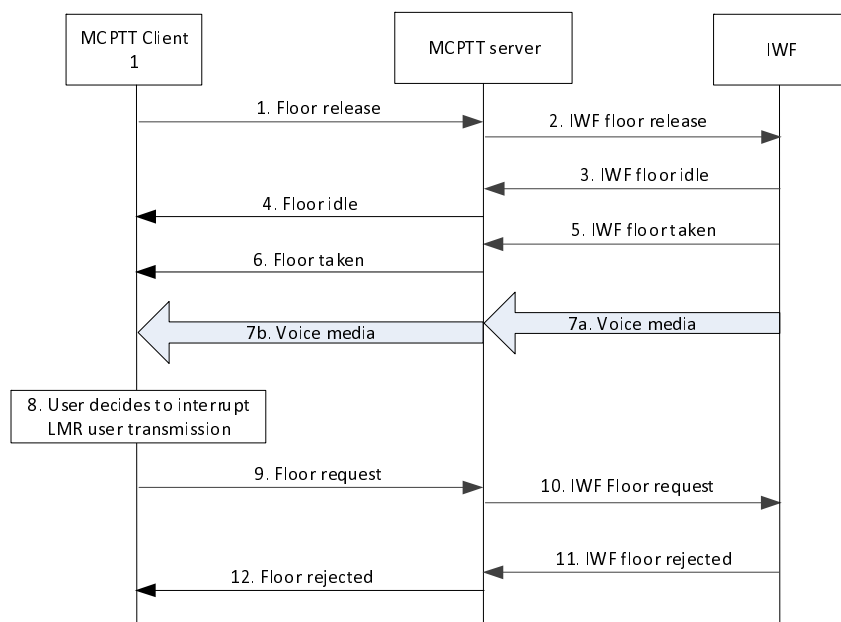 MCPTT Client
1
MCPTT server
IWF
1. Floor release
2. IWF floor release
3. IWF floor idle
4. Floor idle
5. IWF floor taken
6. Floor taken
7a. Voice media
7b. Voice media
8. User decides to interrupt
LMR user transmission
9. Floor request
10. IWF Floor request
11. IWF floor rejected
12. Floor rejected